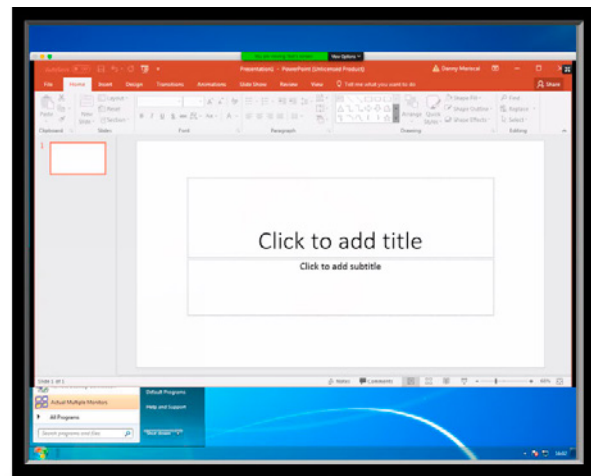 View Options
Presentation1 - PowerPoint (Unlicensed Product)
Danny Mariscal
File Home Insert Design Transitions Animations Slide Show Review View Tell me what you want to do
Share
Paste
New
Slide
Layout
Reset
Section
Arrange
Quick
Styles
Shape Fill
Shape Outline
Shape Effects
Find
Replace
Select
Clipboard Slides Font Paragraph Drawing Editing
1
Click to add title
Click to add subtitle
Slide 1 of 1
Notes Comments
Actual Multiple Monitors
All Programs
Search programs and files
Default Programs
Help and Support
Shut down